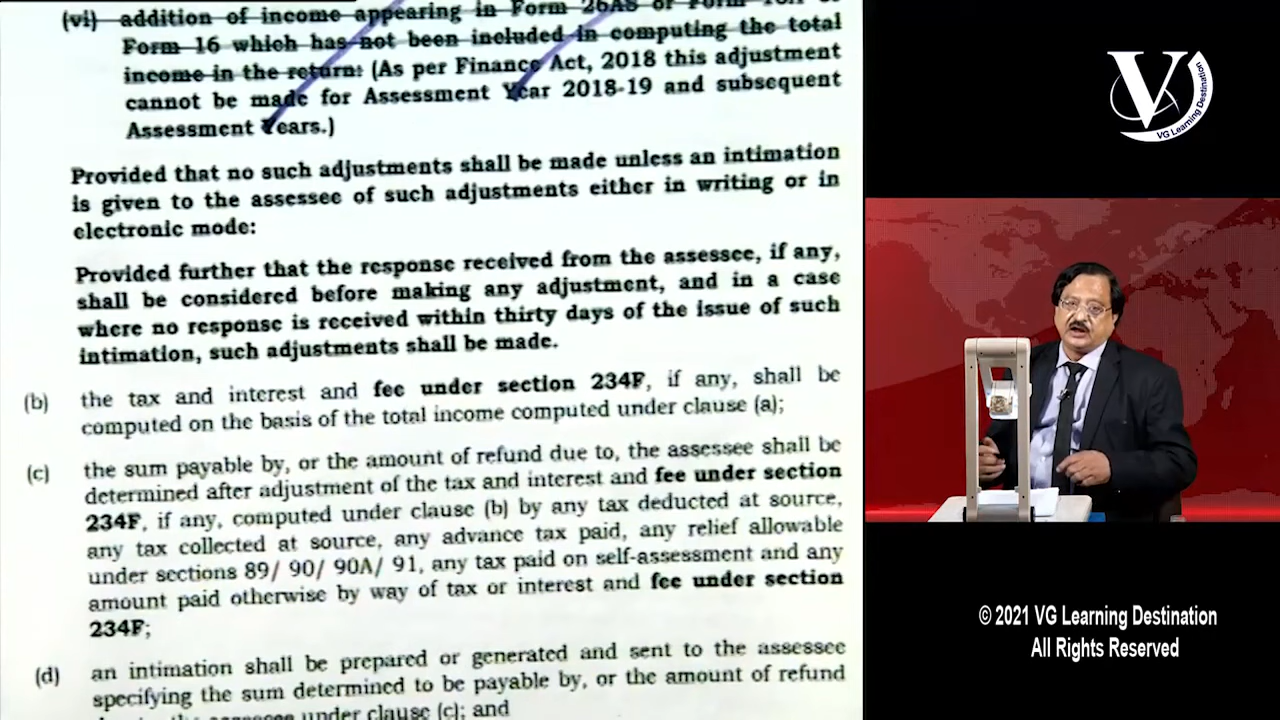 (vi) addition of income appearing in Form 26AS or Form 16A or
Form 16 which has not been included in computing the total
income in the return: (As per Finance Act, 2018 this adjustment
cannot be made for Assessment Year 2018-19 and subsequent
Assessment Years.)
Provided that no such adjustments shall be made unless an intimation
is given to the assessee of such adjustments either in writing or in
electronic mode:
Provided further that the response received from the assessee, if any,
shall be considered before making any adjustment, and in a case
where no response is received within thirty days of the issue of such
intimation, such adjustments shall be made.
(b) the tax and interest and fee under section 234F, if any, shall be
computed on the basis of the total income computed under clause (a);
(c) the sum payable by, or the amount of refund due to, the assessee shall be
determined after adjustment of the tax and interest and fee under section
234F, if any, computed under clause (b) by any tax deducted at source,
any tax collected at source, any advance tax paid, any relief allowable
under sections 89/ 90/ 90A/ 91, any tax paid on self-assessment and any
amount paid otherwise by way of tax or interest and fee under section
234F;
(d) an intimation shall be prepared or generated and sent to the assessee
specifying the sum determined to be payable by, or the amount of refund
assessee under clause (c); and
V
VG Learning Destination
© 2021 VG Learning Destination
All Rights Reserved